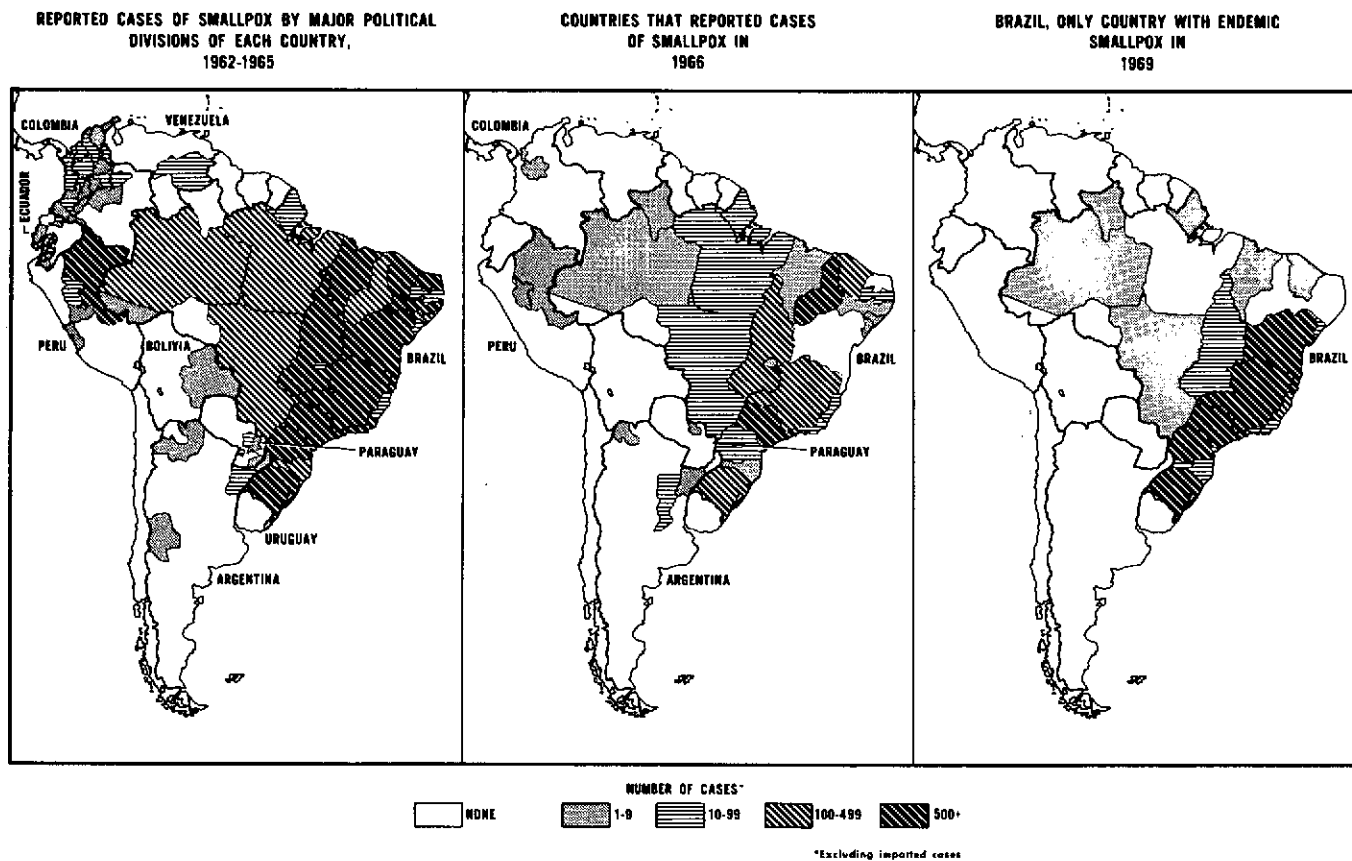 REPORTED CASES OF SMALLPOX BY MAJOR POLITICAL
DIVISIONS OF EACH COUNTRY,
1962-1965
COUNTRIES THAT REPORTED CASES
OF SMALLPOX IN
1966
BRAZIL, ONLY COUNTRY WITH ENDEMIC
SMALLPOX IN
1969
COLOMBIA
VENEZUELA
ECUADOR
PERU
BOLIVIA
BRAZIL
PARAGUAY
URUGUAY
ARGENTINA
COLOMBIA
PERU
BRAZIL
PARAGUAY
ARGENTINA
BRAZIL
NUMBER OF CASES*
NONE
1-9
10-99
100-499
500+
*Excluding imported cases